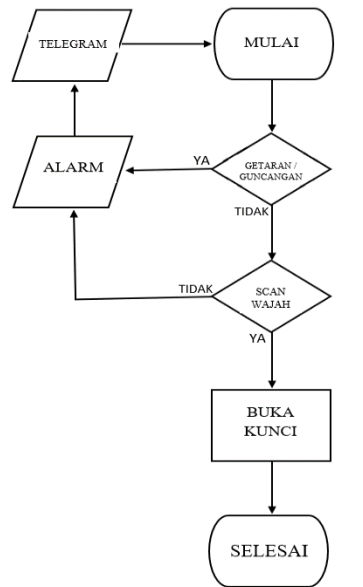 TELEGRAM
MULAI
YA
GETARAN /
GUNCANGAN
ALARM
TIDAK
TIDAK
SCAN
WAJAH
YA
BUKA
KUNCI
SELESAI